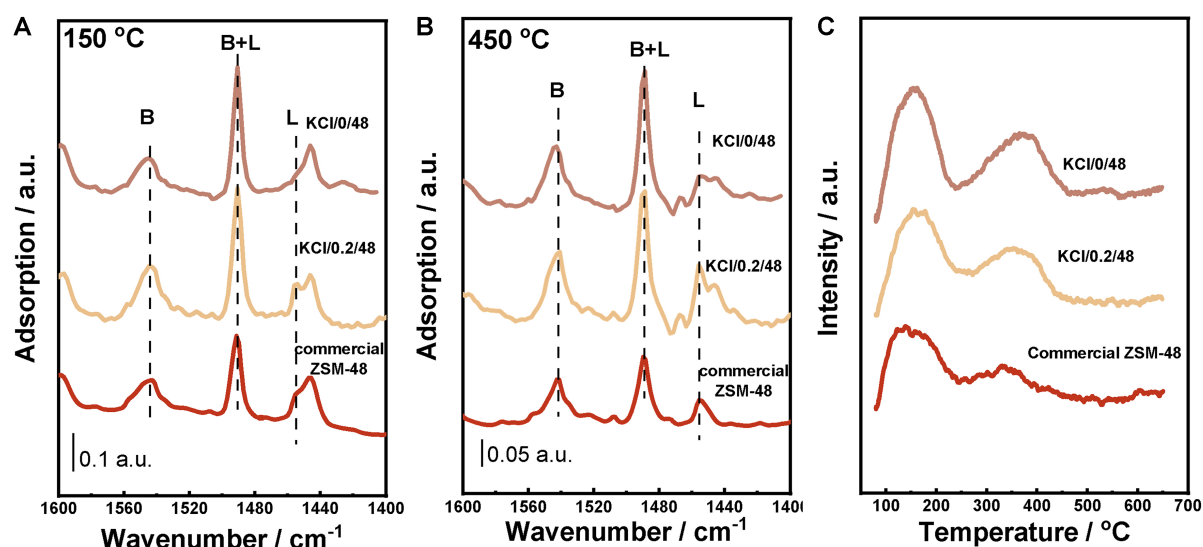 A
150 °C
B+L
B
L
KCl/0/48
KCl/0.2/48
commercial
ZSM-48
0.1 a.u.
Adsorption / a.u.
1600 1560 1520 1480 1440 1400
Wavenumber / cm-1
B
450 °C
B+L
B
L
KCl/0/48
KCl/0.2/48
commercial
ZSM-48
0.05 a.u.
Adsorption / a.u.
1600 1560 1520 1480 1440 1400
Wavenumber / cm-1
C
KCl/0/48
KCl/0.2/48
Commercial ZSM-48
Intensity / a.u.
100 200 300 400 500 600 700
Temperature / °C